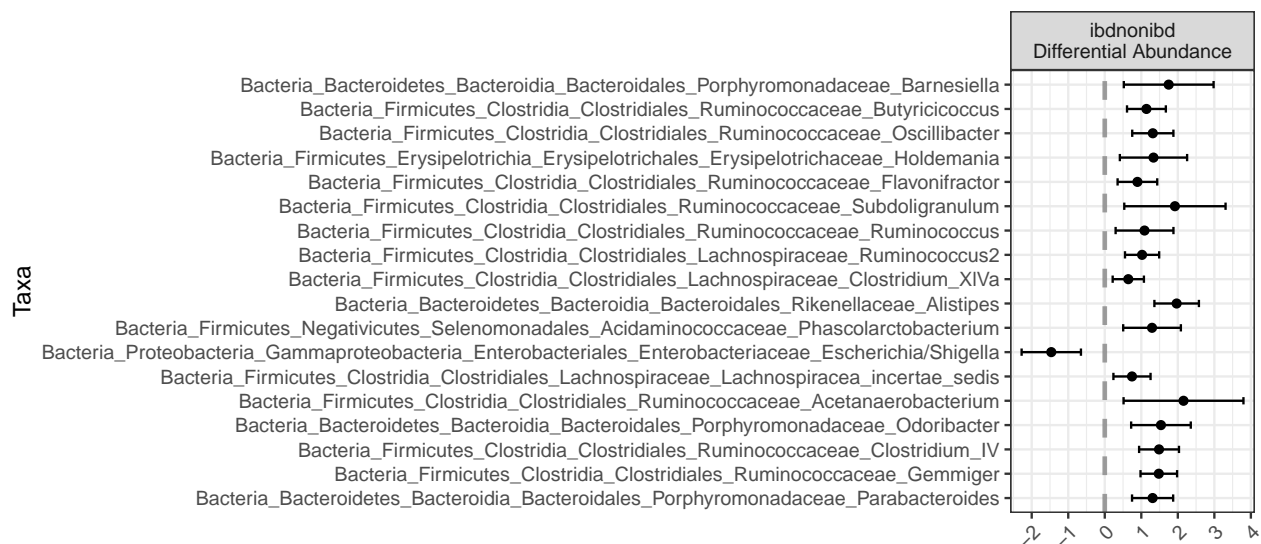 ibdnonibd
Differential Abundance
Bacteria_Bacteroidetes_Bacteroidia_Bacteroidales_Porphyromonadaceae_Barnesiella
Bacteria_Firmicutes_Clostridia_Clostridiales_Ruminococcaceae_Butyricicoccus
Bacteria_Firmicutes_Clostridia_Clostridiales_Ruminococcaceae_Oscillibacter
Bacteria_Firmicutes_Erysipelotrichia_Erysipelotrichales_Erysipelotrichaceae_Holdemania
Bacteria_Firmicutes_Clostridia_Clostridiales_Ruminococcaceae_Flavonifractor
Bacteria_Firmicutes_Clostridia_Clostridiales_Ruminococcaceae_Subdoligranulum
Bacteria_Firmicutes_Clostridia_Clostridiales_Ruminococcaceae_Ruminococcus
Bacteria_Firmicutes_Clostridia_Clostridiales_Lachnospiraceae_Ruminococcus2
Bacteria_Firmicutes_Clostridia_Clostridiales_Lachnospiraceae_Clostridium_XlVa
Bacteria_Bacteroidetes_Bacteroidia_Bacteroidales_Rikenellaceae_Alistipes
Bacteria_Firmicutes_Negativicutes_Selenomonadales_Acidaminococcaceae_Phascolarctobacterium
Bacteria_Proteobacteria_Gammaproteobacteria_Enterobacteriales_Enterobacteriaceae_Escherichia/Shigella
Bacteria_Firmicutes_Clostridia_Clostridiales_Lachnospiraceae_Lachnospiracea_incertae_sedis
Bacteria_Firmicutes_Clostridia_Clostridiales_Ruminococcaceae_Acetanaerobacterium
Bacteria_Bacteroidetes_Bacteroidia_Bacteroidales_Porphyromonadaceae_Odoribacter
Bacteria_Firmicutes_Clostridia_Clostridiales_Ruminococcaceae_Clostridium_IV
Bacteria_Firmicutes_Clostridia_Clostridiales_Ruminococcaceae_Gemmiger
Bacteria_Bacteroidetes_Bacteroidia_Bacteroidales_Porphyromonadaceae_Parabacteroides
Taxa
−2 −1 0 1 2 3 4